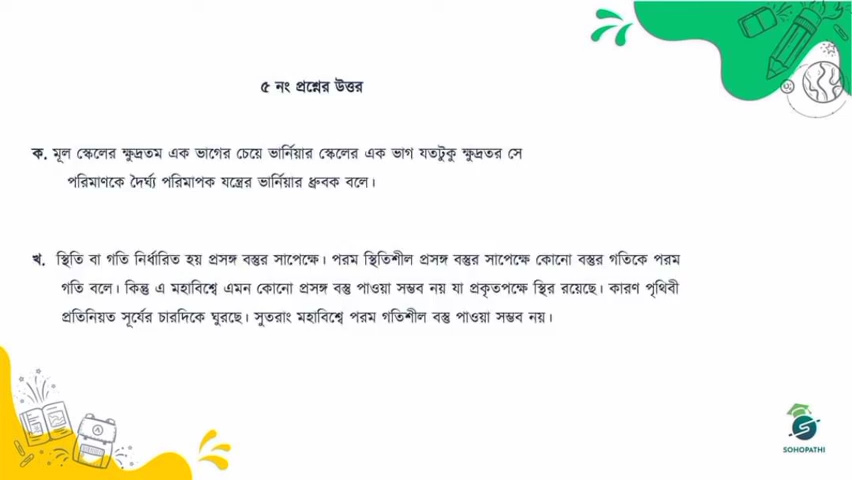 ৫ নং প্রশ্নের উত্তর
ক. মূল স্কেলের ক্ষুদ্রতম এক ভাগের চেয়ে ভার্নিয়ার স্কেলের এক ভাগ যতটুকু ক্ষুদ্রতর সে
পরিমাণকে দৈর্ঘ্য পরিমাপক যন্ত্রের ভার্নিয়ার ধ্রুবক বলে।
খ. স্থিতি বা গতি নির্ধারিত হয় প্রসঙ্গ বস্তুর সাপেক্ষে। পরম স্থিতিশীল প্রসঙ্গ বস্তুর সাপেক্ষে কোনো বস্তুর গতিকে পরম
গতি বলে। কিন্তু এ মহাবিশ্বে এমন কোনো প্রসঙ্গ বস্তু পাওয়া সম্ভব নয় যা প্রকৃতপক্ষে স্থির রয়েছে। কারণ পৃথিবী
প্রতিনিয়ত সূর্যের চারদিকে ঘুরছে। সুতরাং মহাবিশ্বে পরম গতিশীল বস্তু পাওয়া সম্ভব নয়।
SOHOPATHI